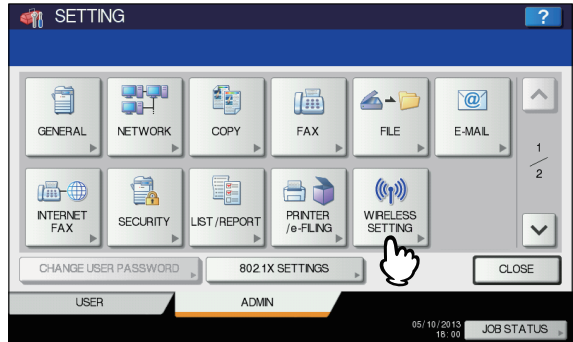 SETTING
?
GENERAL
NETWORK
COPY
FAX
FILE
E-MAIL
1
2
INTERNET
FAX
SECURITY
LIST/REPORT
PRINTER
/e-FILING
WIRELESS
SETTING
CHANGE USER PASSWORD
802.1X SETTINGS
CLOSE
USER
ADMIN
05/10/2013
18:00
JOB STATUS